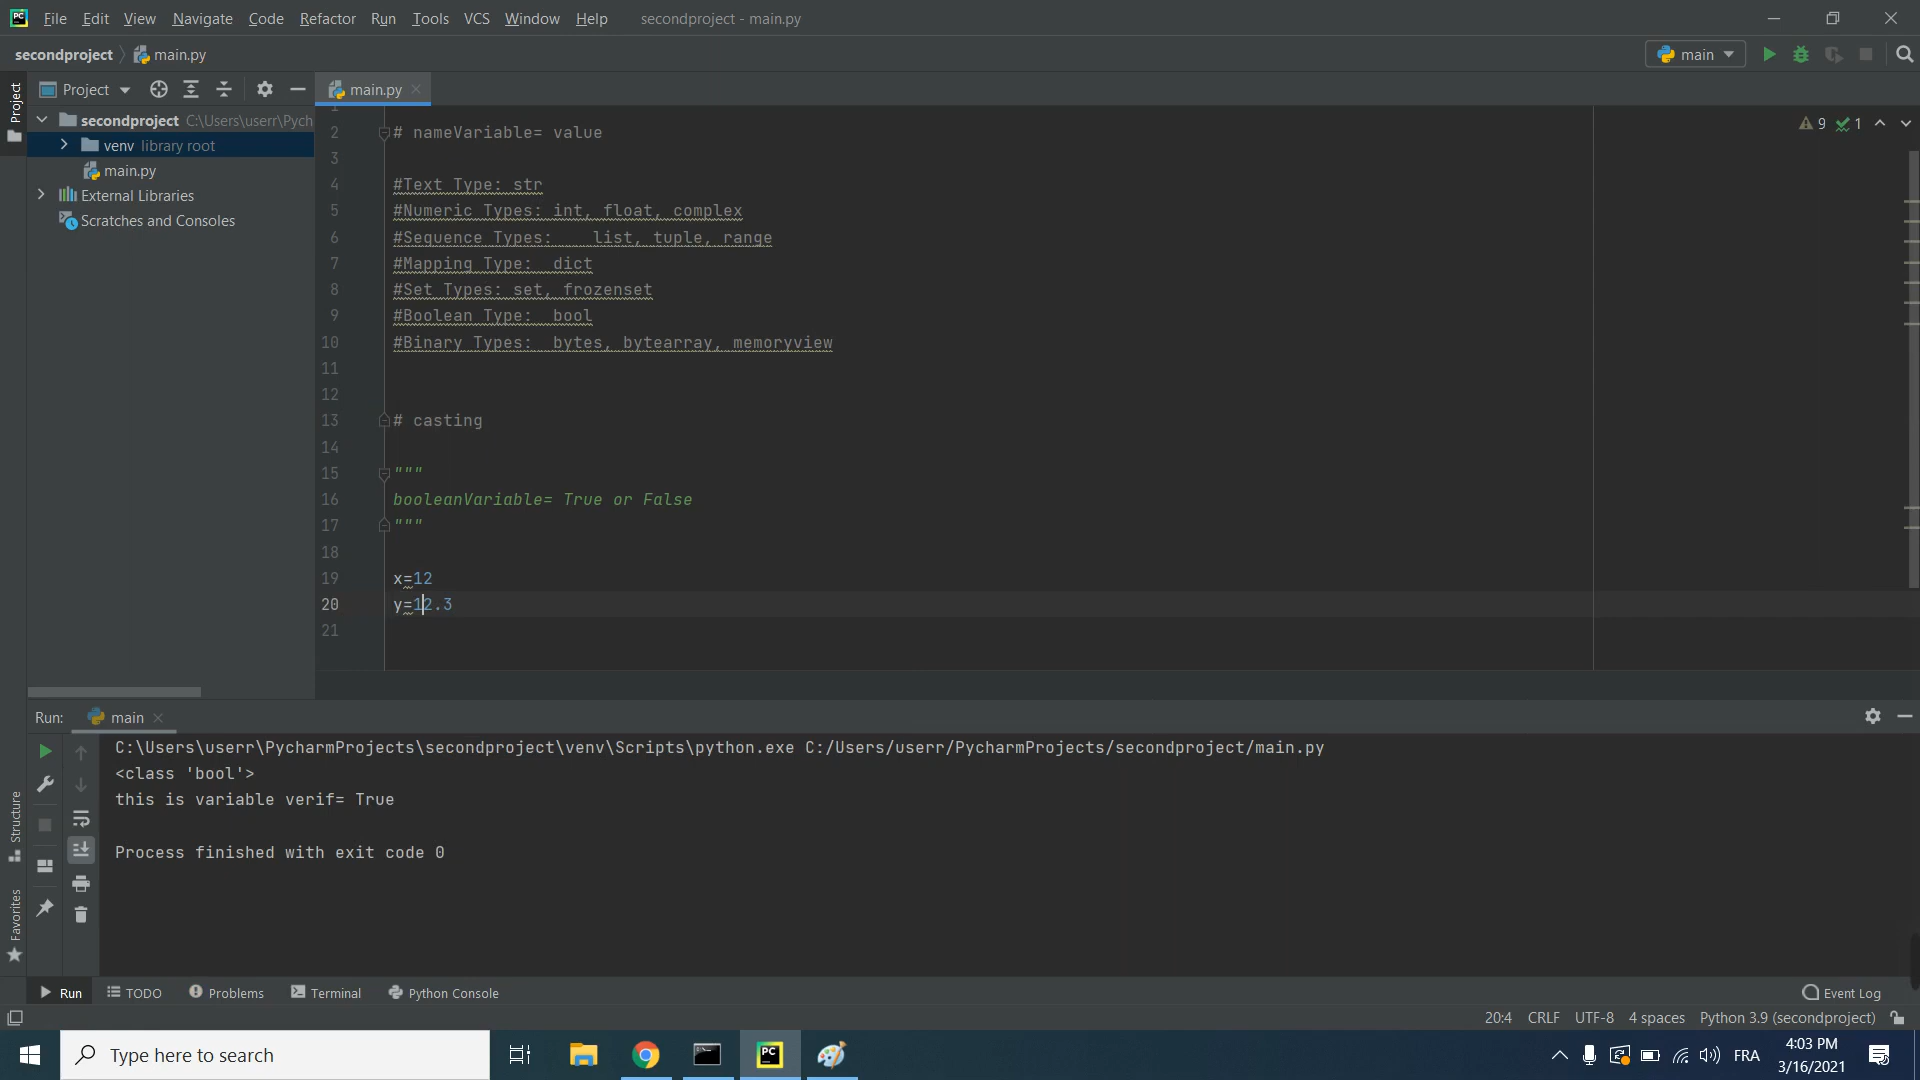 PC File Edit View Navigate Code Refactor Run Tools VCS Window Help secondproject - main.py
secondproject main.py main
Project main.py
Project
secondproject C:\Users\userr\Pych
venv library root
main.py
External Libraries
Scratches and Consoles
1
2 # nameVariable= value
3
4 #Text Type: str
5 #Numeric Types: int, float, complex
6 #Sequence Types:    list, tuple, range
7 #Mapping Type:  dict
8 #Set Types: set, frozenset
9 #Boolean Type:  bool
10 #Binary Types:  bytes, bytearray, memoryview
11
12
13 # casting
14
15 """
16 booleanVariable= True or False
17 """
18
19 x=12
20 y=12.3
21
9 1
Run: main
C:\Users\userr\PycharmProjects\secondproject\venv\Scripts\python.exe C:/Users/userr/PycharmProjects/secondproject/main.py
<class 'bool'>
this is variable verif= True
Process finished with exit code 0
Structure
Favorites
Run TODO Problems Terminal Python Console Event Log
20:4 CRLF UTF-8 4 spaces Python 3.9 (secondproject)
Type here to search
PC
FRA
4:03 PM
3/16/2021